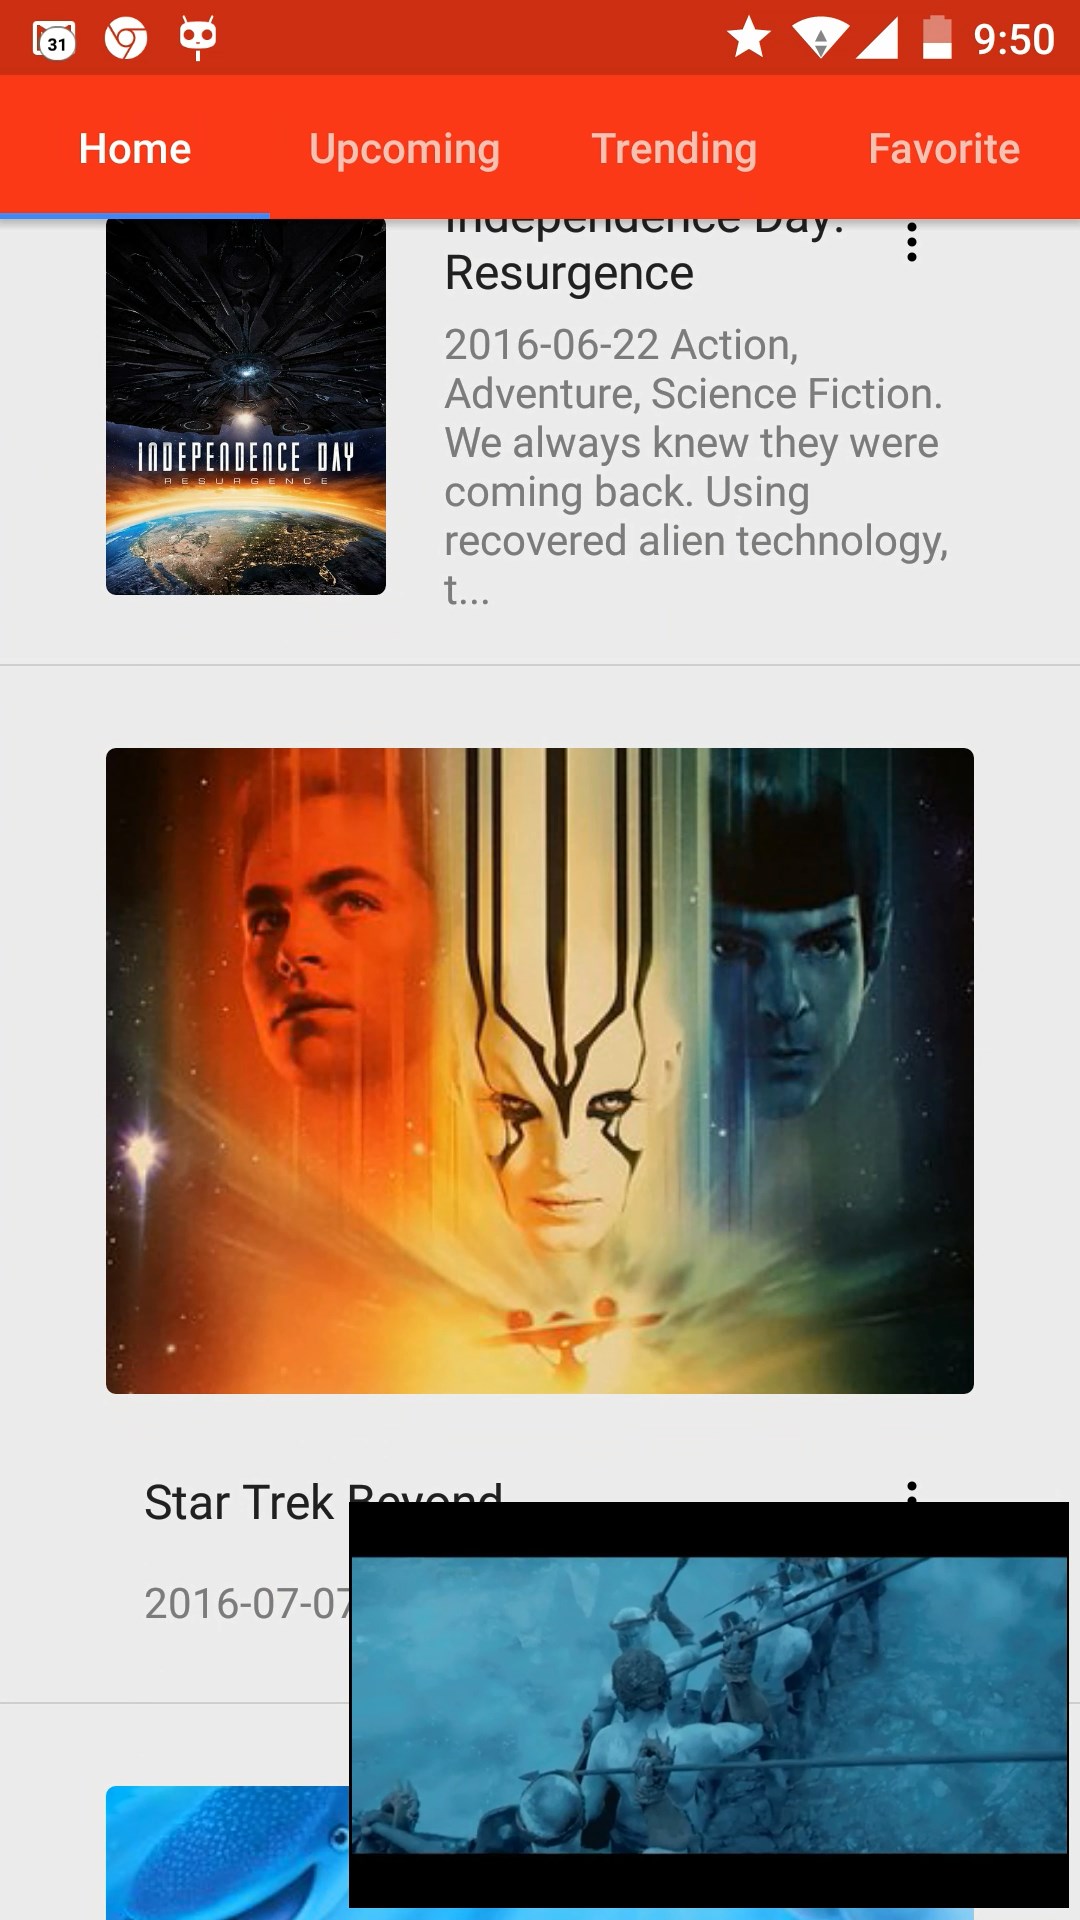 31
9:50
Home
Upcoming
Trending
Favorite
Independence Day:
Resurgence
2016-06-22 Action,
Adventure, Science Fiction.
We always knew they were
coming back. Using
recovered alien technology,
t...
INDEPENDENCE DAY
RESURGENCE
Star Trek Beyond
2016-07-07